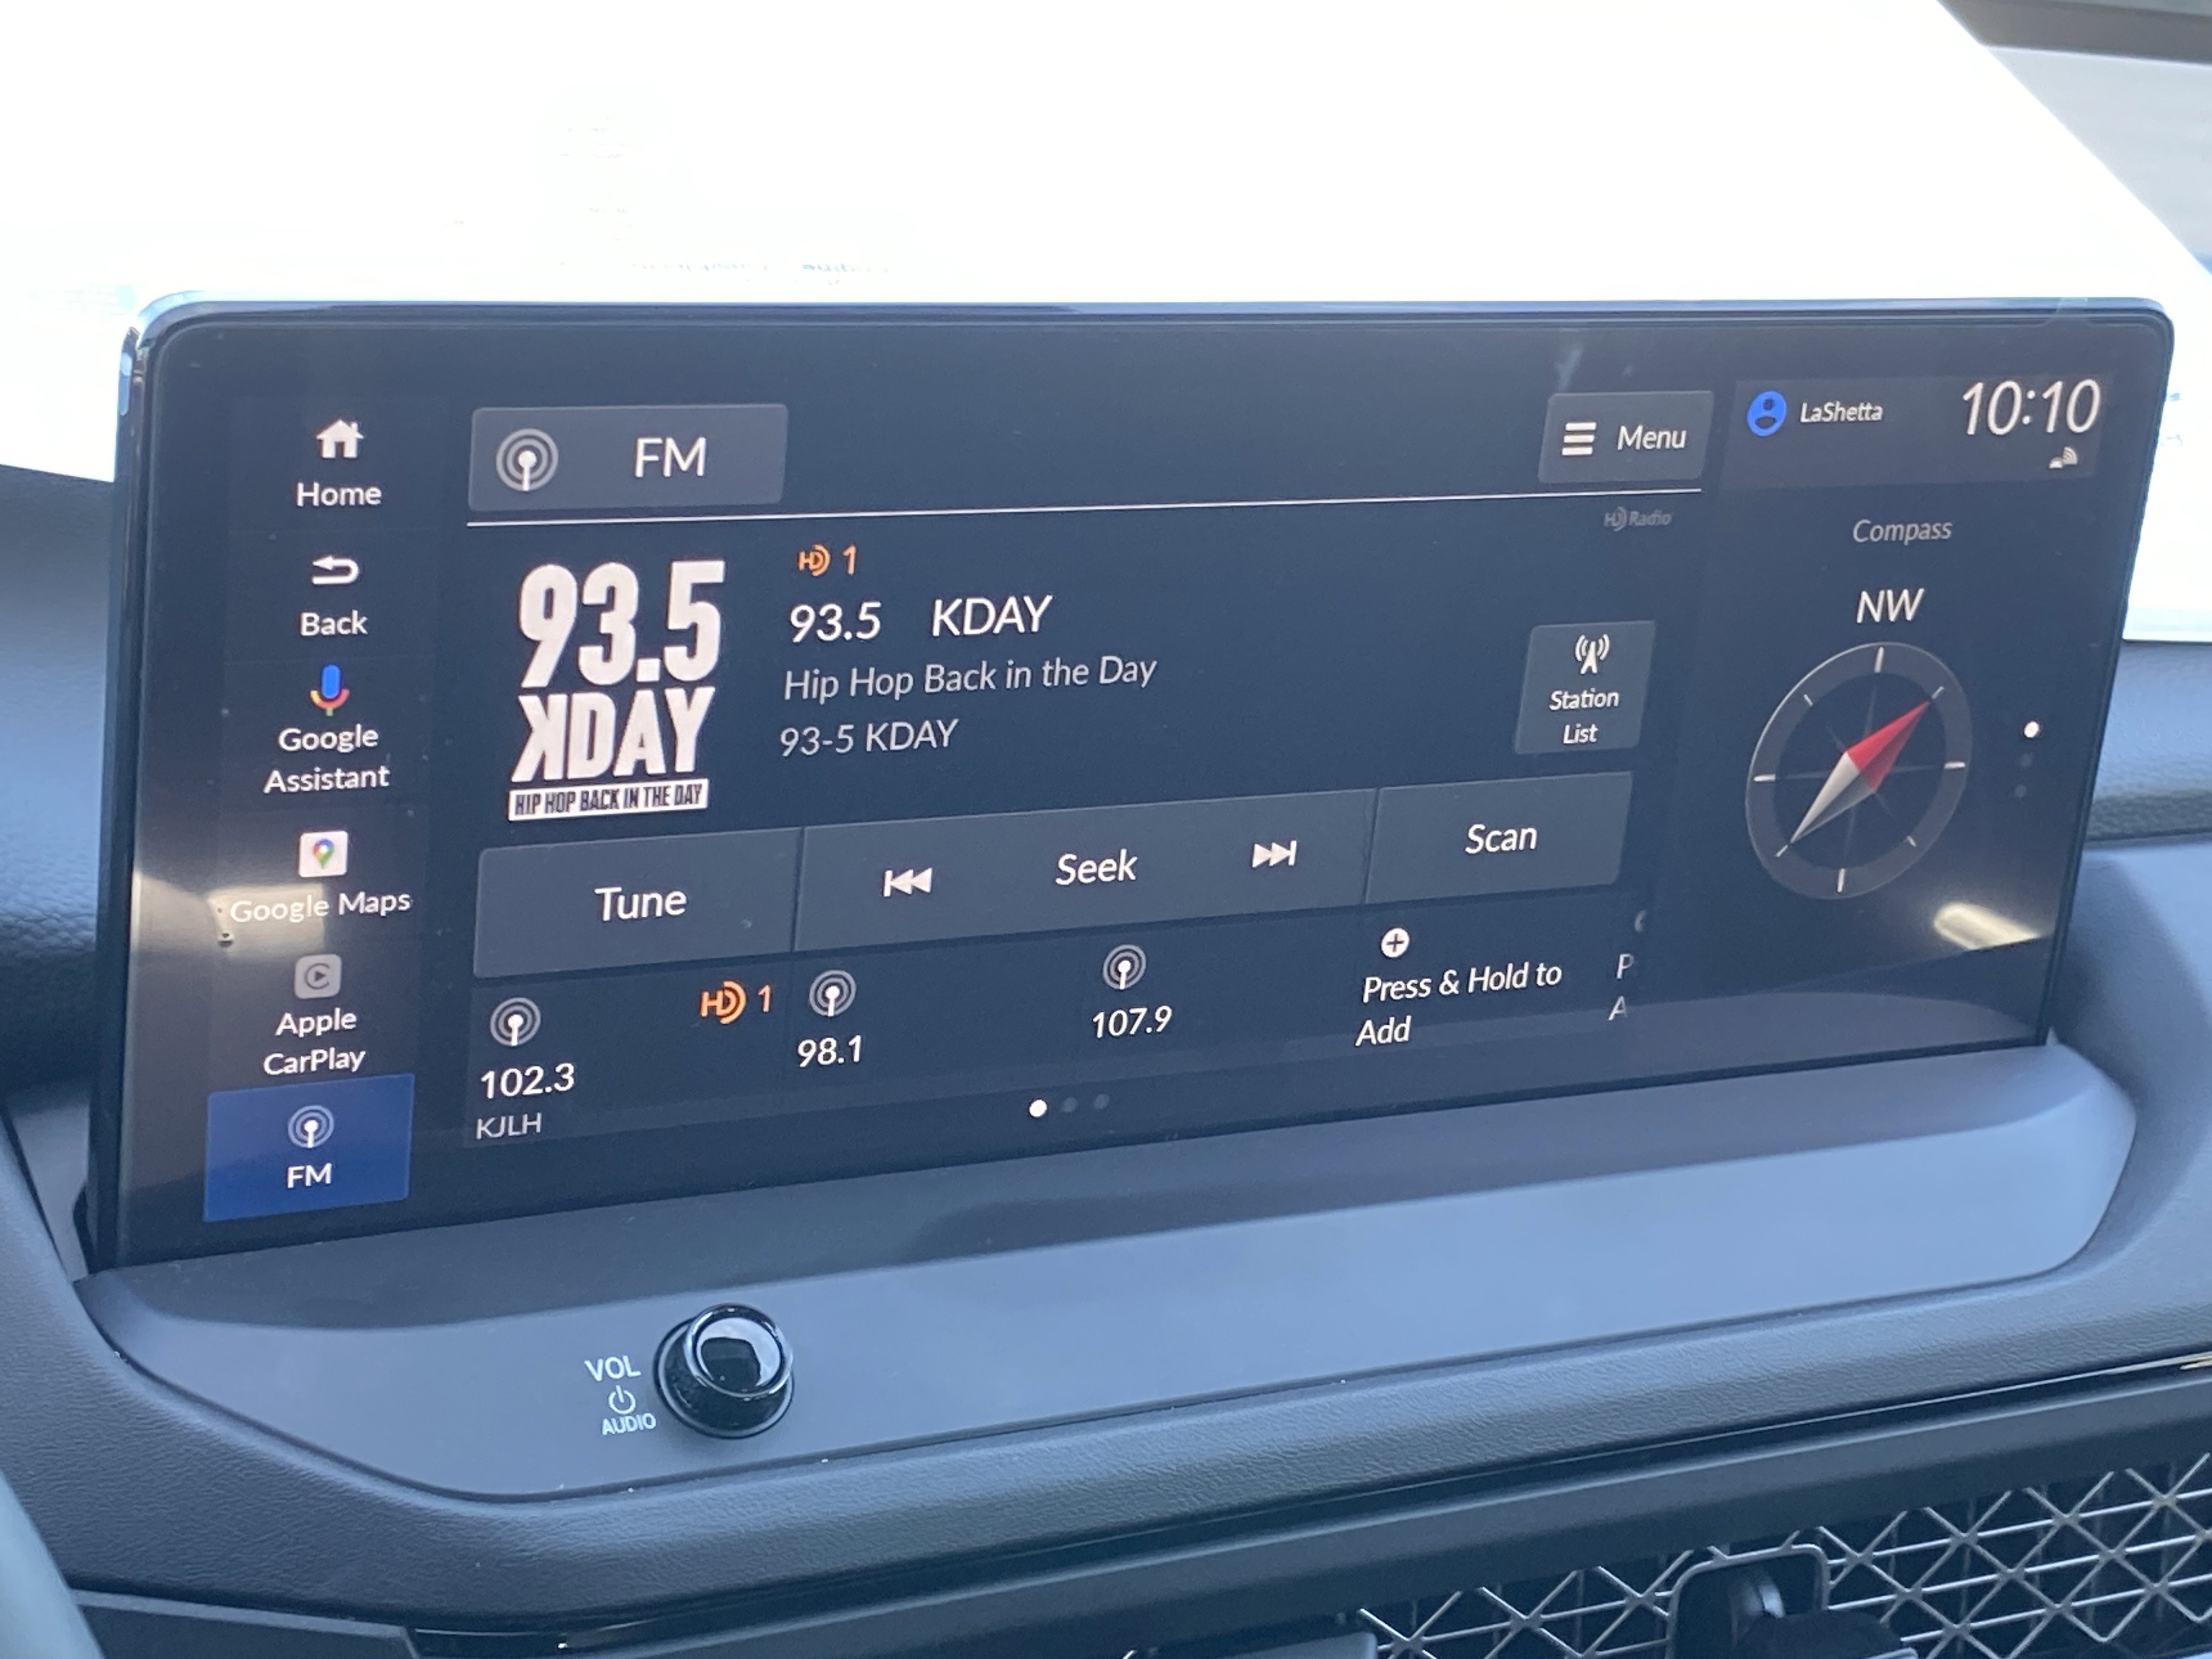 Home
Back
Google
Assistant
Google Maps
Apple
CarPlay
FM
FM
Menu
HD Radio
93.5
KDAY
HIP HOP BACK IN THE DAY
HD 1
93.5 KDAY
Hip Hop Back in the Day
93-5 KDAY
Station
List
Tune
Seek
Scan
102.3
KJLH
HD 1
98.1
107.9
Press & Hold to
Add
P
A
LaShetta
10:10
Compass
NW
VOL
AUDIO